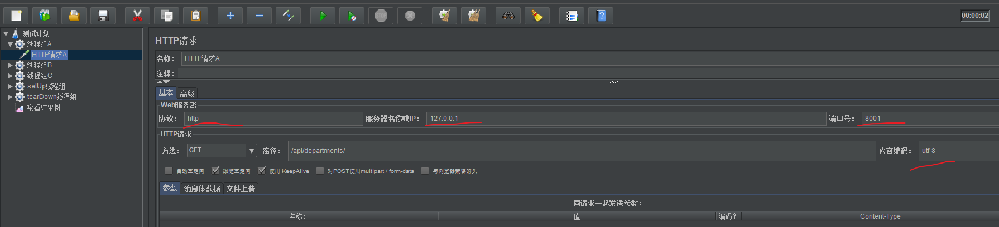 STOP
00:00:02
测试计划
线程组A
HTTP请求A
线程组B
线程组C
setUp线程组
tearDown线程组
察看结果树
HTTP请求
名称： HTTP请求A
注释：
基本 高级
Web服务器
协议： http 服务器名称或IP： 127.0.0.1 端口号： 8001
HTTP请求
方法： GET 路径： /api/departments/ 内容编码： utf-8
自动重定向 跟随重定向 使用 KeepAlive 对POST使用multipart / form-data 与浏览器兼容的头
参数 消息体数据 文件上传
同请求一起发送参数：
名称： 值 编码？ Content-Type